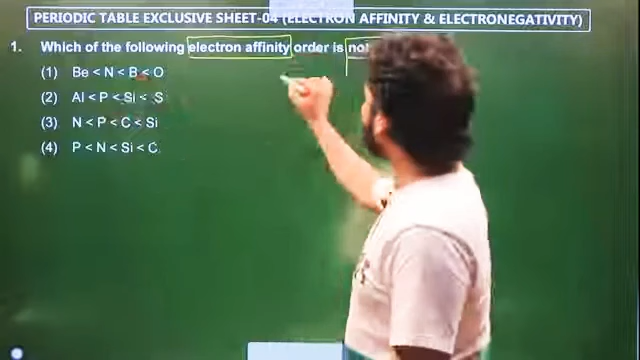 PERIODIC TABLE EXCLUSIVE SHEET-04 (ELECTRON AFFINITY & ELECTRONEGATIVITY)
1. Which of the following electron affinity order is
(1) Be < N < B < O
(2) Al < P < Si < S
(3) N < P < C < Si
(4) P < N < Si < C